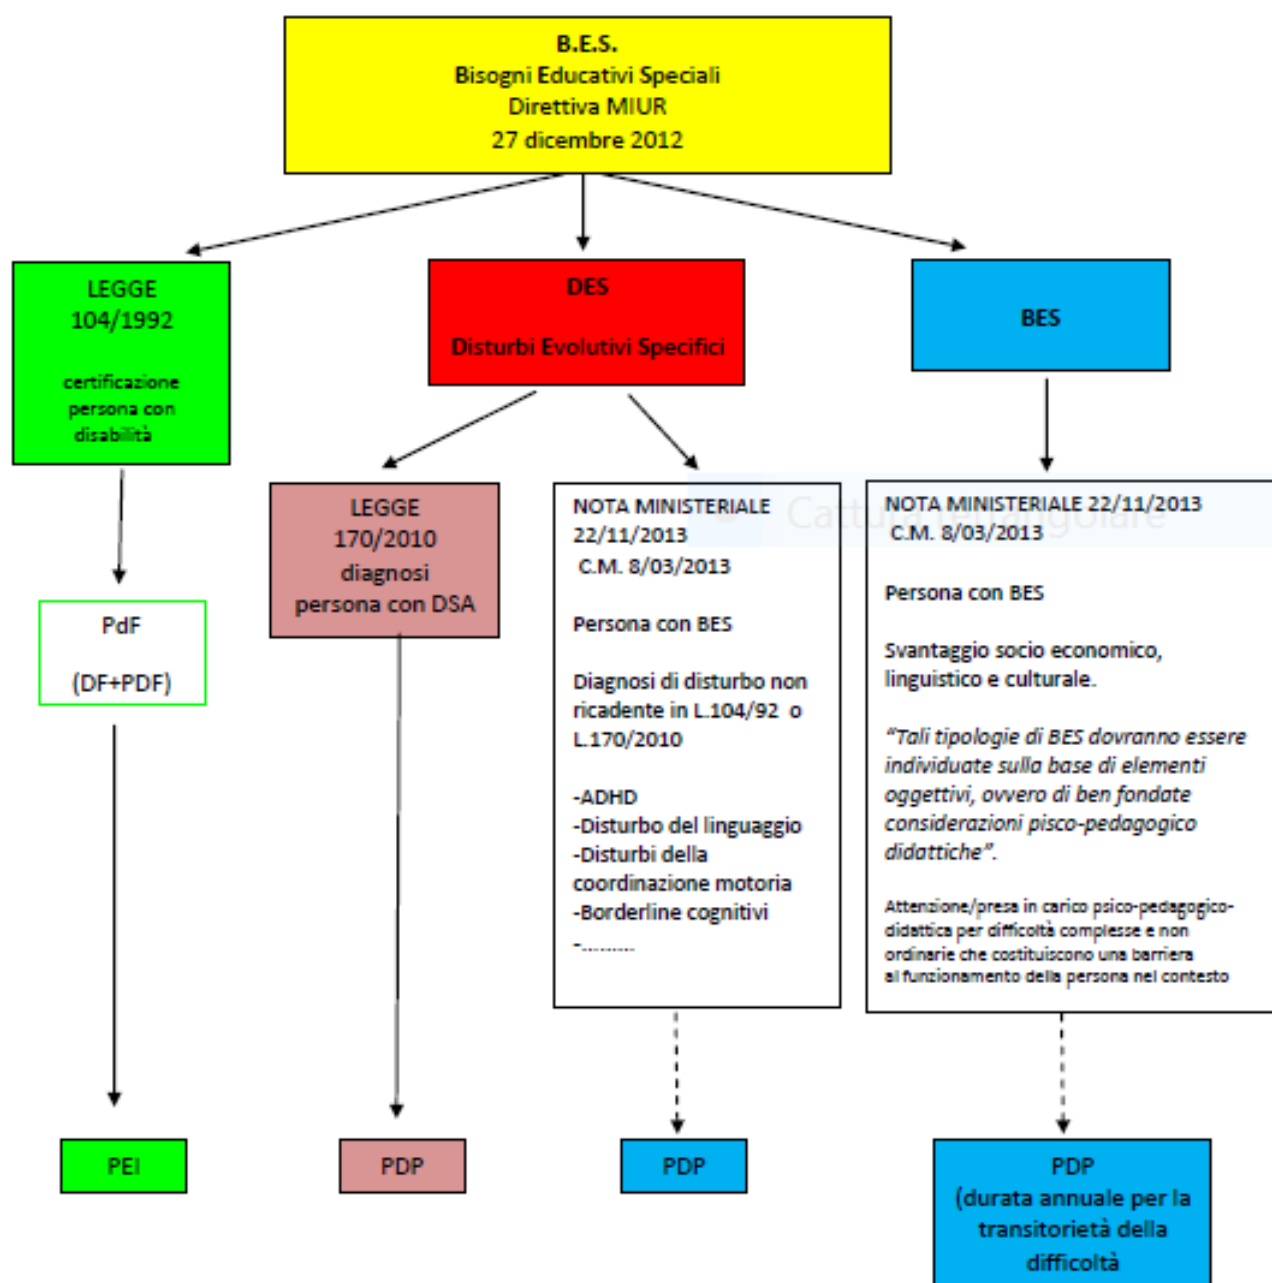 B.E.S.
Bisogni Educativi Speciali
Direttiva MIUR
27 dicembre 2012
LEGGE
104/1992
certificazione
persona con
disabilità
DES
Disturbi Evolutivi Specifici
BES
LEGGE
170/2010
diagnosi
persona con DSA
NOTA MINISTERIALE
22/11/2013
C.M. 8/03/2013
Persona con BES
Diagnosi di disturbo non
ricadente in L.104/92 o
L.170/2010
-ADHD
-Disturbo del linguaggio
-Disturbi della
coordinazione motoria
-Borderline cognitivi
-..........
NOTA MINISTERIALE 22/11/2013
C.M. 8/03/2013
Persona con BES
Svantaggio socio economico,
linguistico e culturale.
“Tali tipologie di BES dovranno essere
individuate sulla base di elementi
oggettivi, ovvero di ben fondate
considerazioni pisco-pedagogico
didattiche”.
Attenzione/presa in carico psico-pedagogico-
didattica per difficoltà complesse e non
ordinarie che costituiscono una barriera
al funzionamento della persona nel contesto
Cattura rettangolare
PdF
(DF+PDF)
PEI
PDP
PDP
PDP
(durata annuale per la
transitorietà della
difficoltà